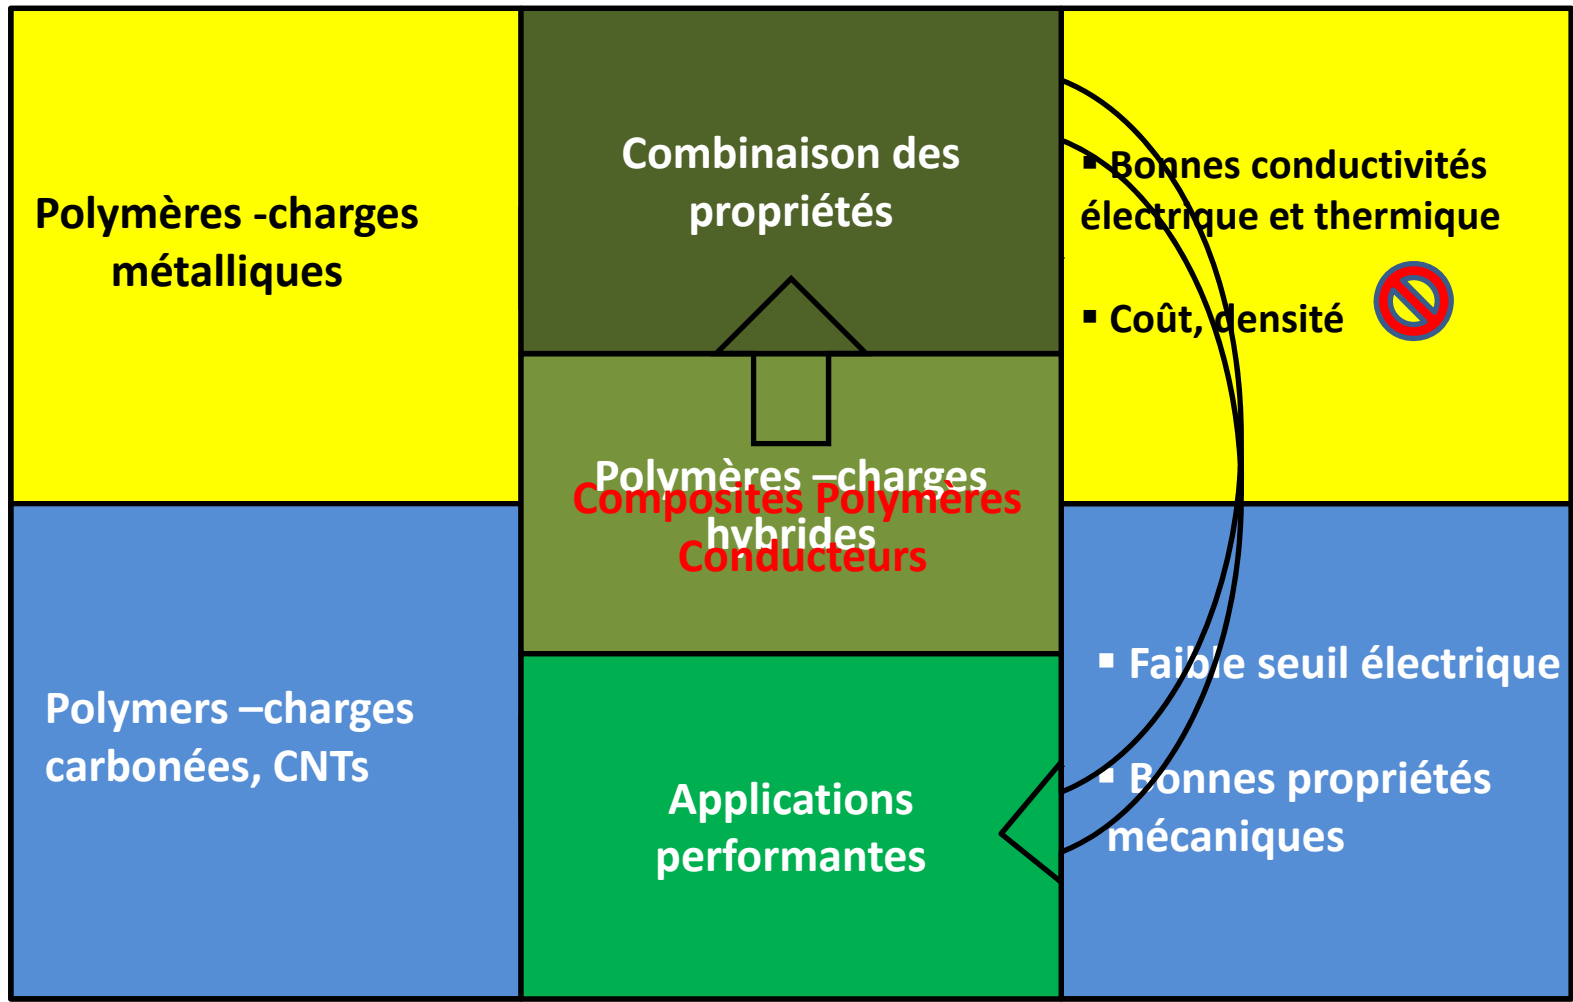 Polymères -charges
métalliques
Combinaison des
propriétés
▪ Bonnes conductivités
électrique et thermique
▪ Coût, densité
Polymères –charges
hybrides
Composites Polymères
Conducteurs
Polymers –charges
carbonées, CNTs
Applications
performantes
▪ Faible seuil électrique
▪ Bonnes propriétés
mécaniques